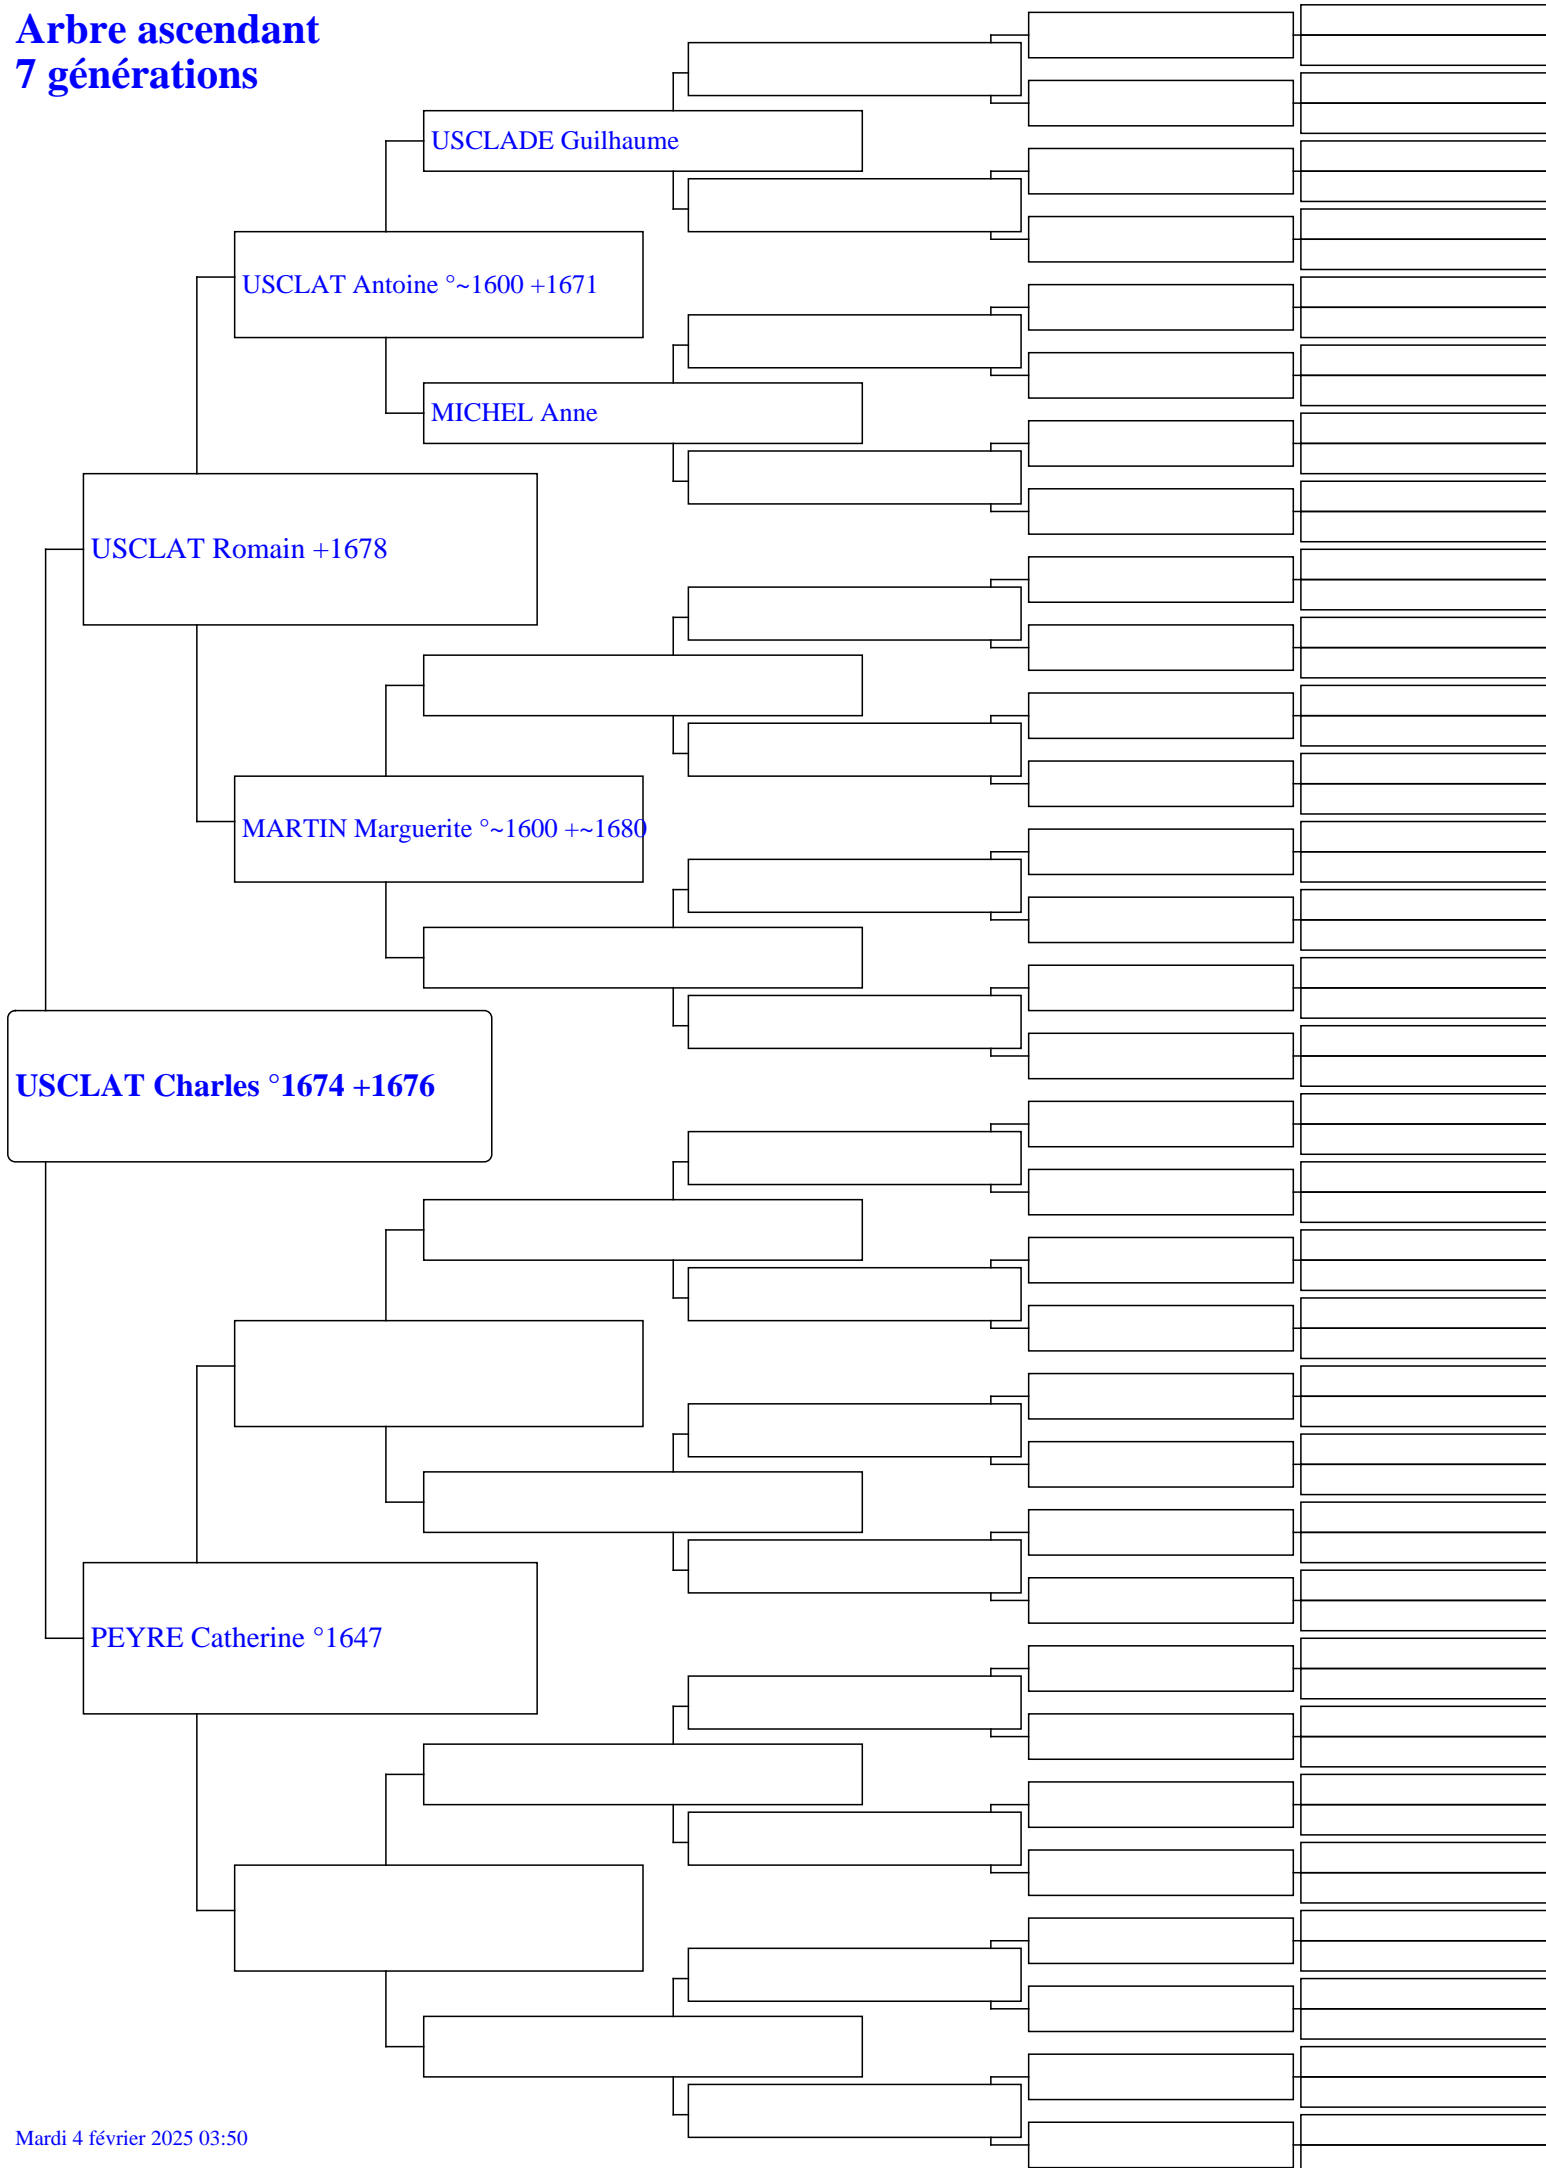 Arbre ascendant
7 générations
USCLADE Guilhaume
USCLAT Antoine °~1600 +1671
MICHEL Anne
USCLAT Romain +1678
MARTIN Marguerite °~1600 +~1680
USCLAT Charles °1674 +1676
PEYRE Catherine °1647
Mardi 4 février 2025 03:50